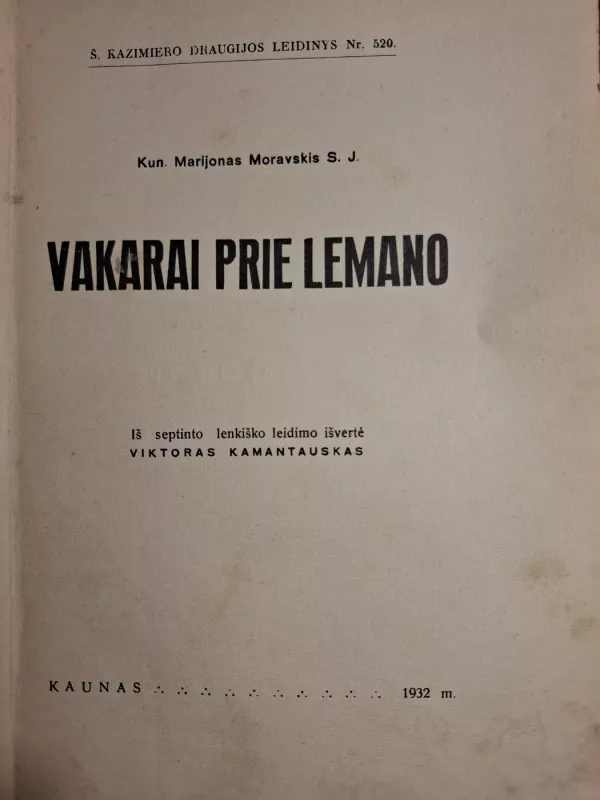 Š. KAZIMIERO DRAUGIJOS LEIDINYS Nr. 520.
Kun. Marijonas Moravskis S. J.
VAKARAI PRIE LEMANO
Iš septinto lenkiško leidimo išvertė
VIKTORAS KAMANTAUSKAS
KAUNAS ∴ ∴ ∴ ∴ ∴ ∴ ∴ ∴ ∴ ∴ 1932 m.